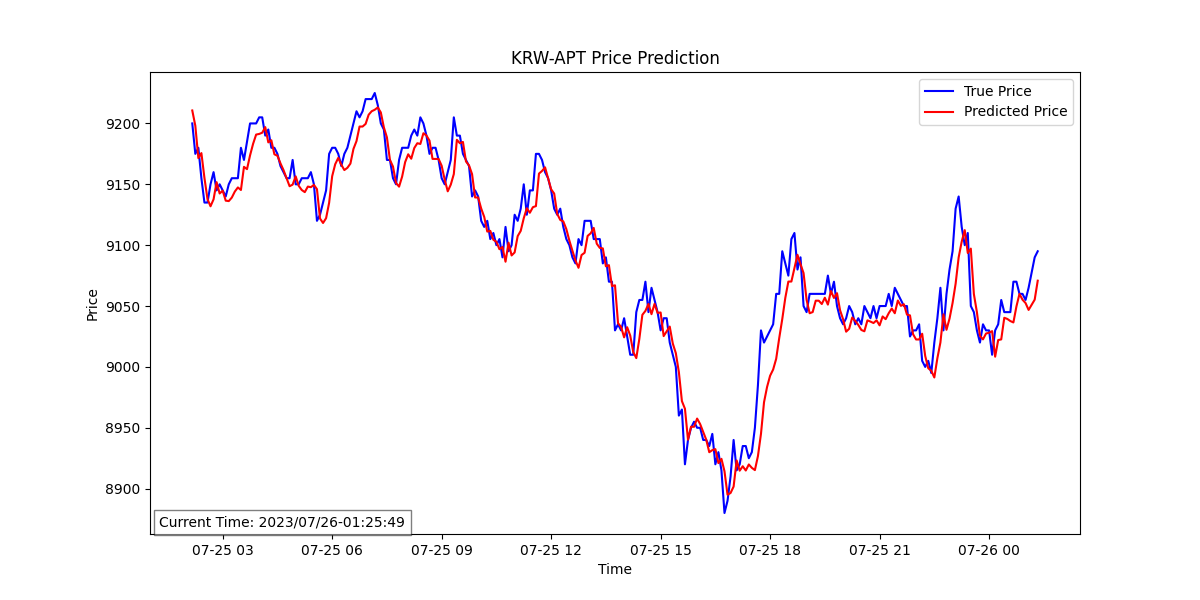 KRW-APT Price Prediction
True Price
Predicted Price
9200
9150
9100
9050
9000
8950
8900
Price
Current Time: 2023/07/26-01:25:49
07-25 03 07-25 06 07-25 09 07-25 12 07-25 15 07-25 18 07-25 21 07-26 00
Time